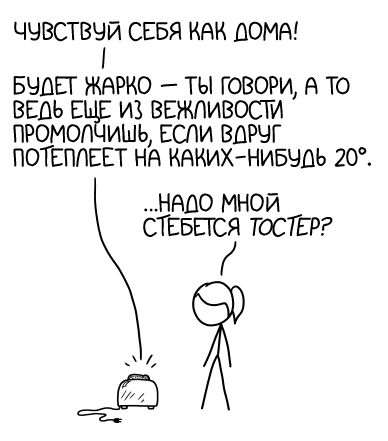 ЧУВСТВУЙ СЕБЯ КАК ДОМА!
БУДЕТ ЖАРКО — ТЫ ГОВОРИ, А ТО
ВЕДЬ ЕЩЕ ИЗ ВЕЖЛИВОСТИ
ПРОМОЛЧИШЬ, ЕСЛИ ВДРУГ
ПОТЕПЛЕЕТ НА КАКИХ-НИБУДЬ 20°.
...НАДО МНОЙ
СТЕБЕТСЯ ТОСТЕР?